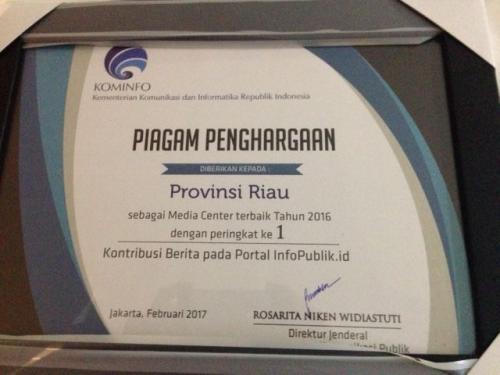 KOMINFO
Kementerian Komunikasi dan Informatika Republik Indonesia
PIAGAM PENGHARGAAN
DIBERIKAN KEPADA :
Provinsi Riau
sebagai Media Center terbaik Tahun 2016
dengan peringkat ke 1
Kontribusi Berita pada Portal InfoPublik.id
Jakarta, Februari 2017
ROSARITA NIKEN WIDIASTUTI
Direktur Jenderal
Publik